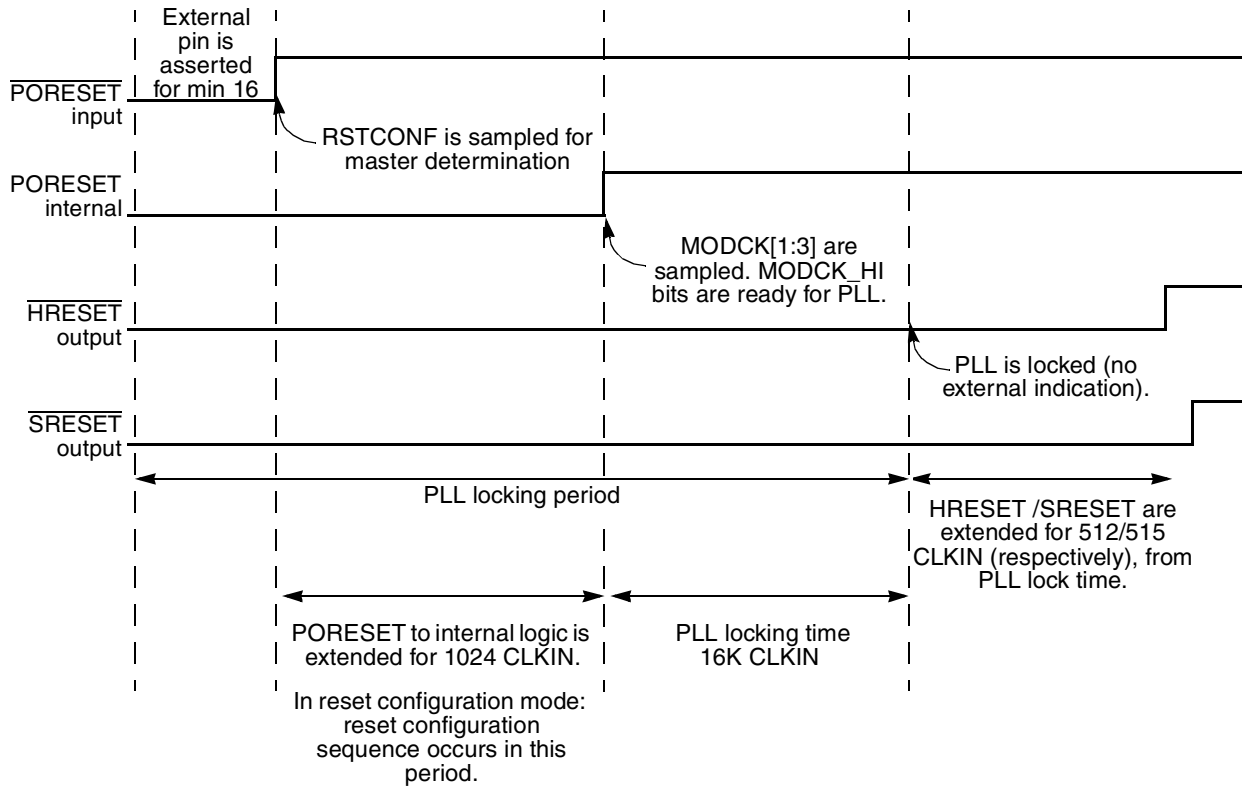 External
pin is
asserted
for min 16
PORESET
input
RSTCONF is sampled for
master determination
PORESET
internal
MODCK[1:3] are
sampled. MODCK_HI
bits are ready for PLL.
HRESET
output
PLL is locked (no
external indication).
SRESET
output
PLL locking period
HRESET /SRESET are
extended for 512/515
CLKIN (respectively), from
PLL lock time.
PORESET to internal logic is
extended for 1024 CLKIN.
PLL locking time
16K CLKIN
In reset configuration mode:
reset configuration
sequence occurs in this
period.